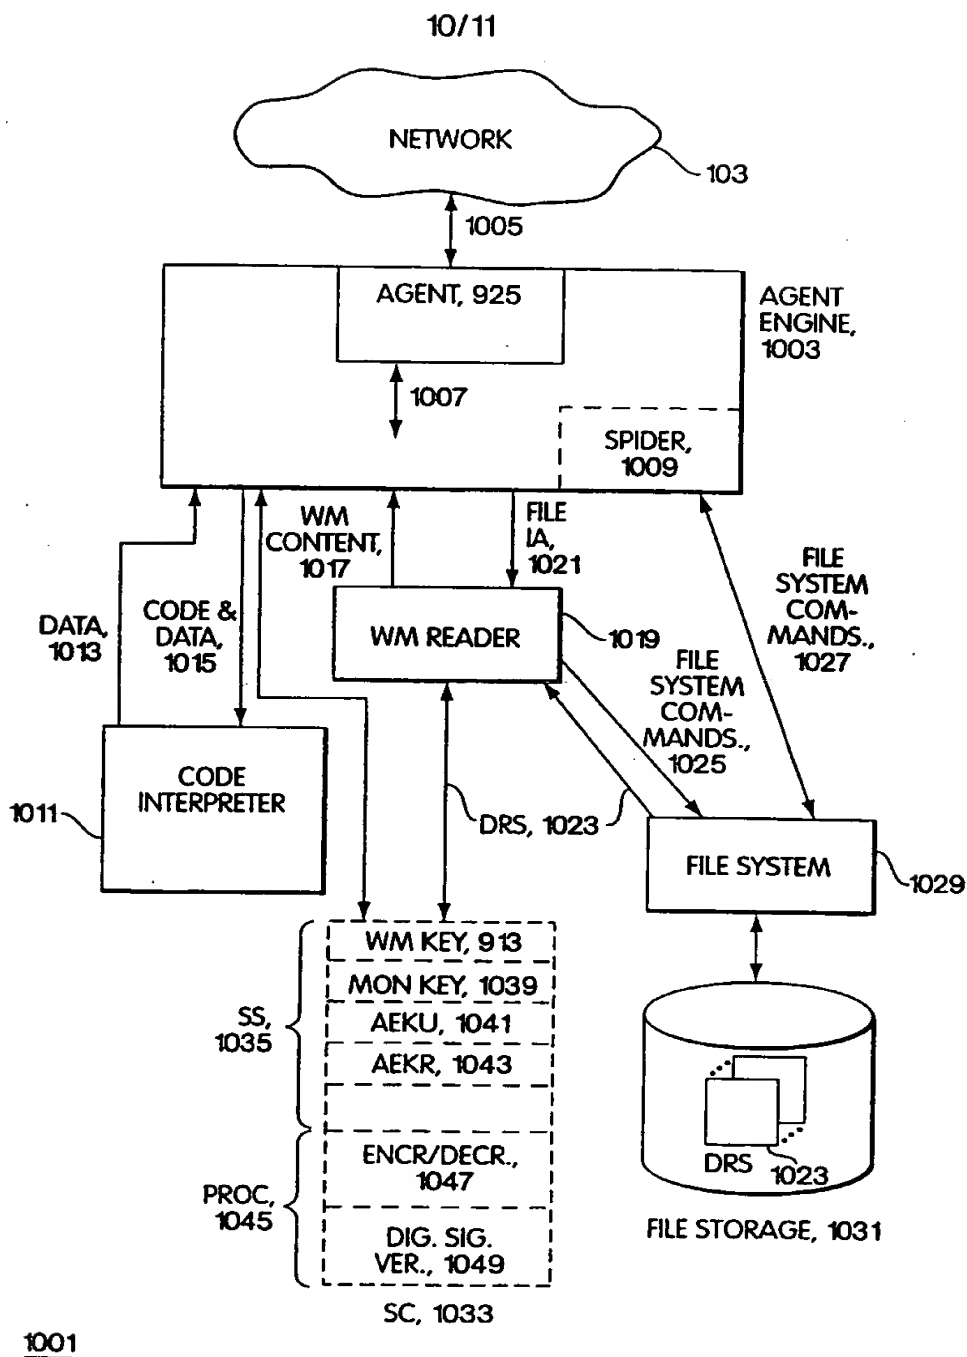 10/11
NETWORK
103
1005
AGENT, 925
AGENT
ENGINE,
1003
1007
SPIDER,
1009
WM
CONTENT,
1017
FILE
IA,
1021
DATA,
1013
CODE &
DATA,
1015
WM READER
1019
FILE
SYSTEM
COM-
MANDS.,
1025
FILE
SYSTEM
COM-
MANDS.,
1027
CODE
INTERPRETER
1011
DRS, 1023
FILE SYSTEM
1029
WM KEY, 913
MON KEY, 1039
AEKU, 1041
AEKR, 1043
SS,
1035
ENCR/DECR.,
1047
PROC,
1045
DIG. SIG.
VER., 1049
SC, 1033
DRS
1023
FILE STORAGE, 1031
1001